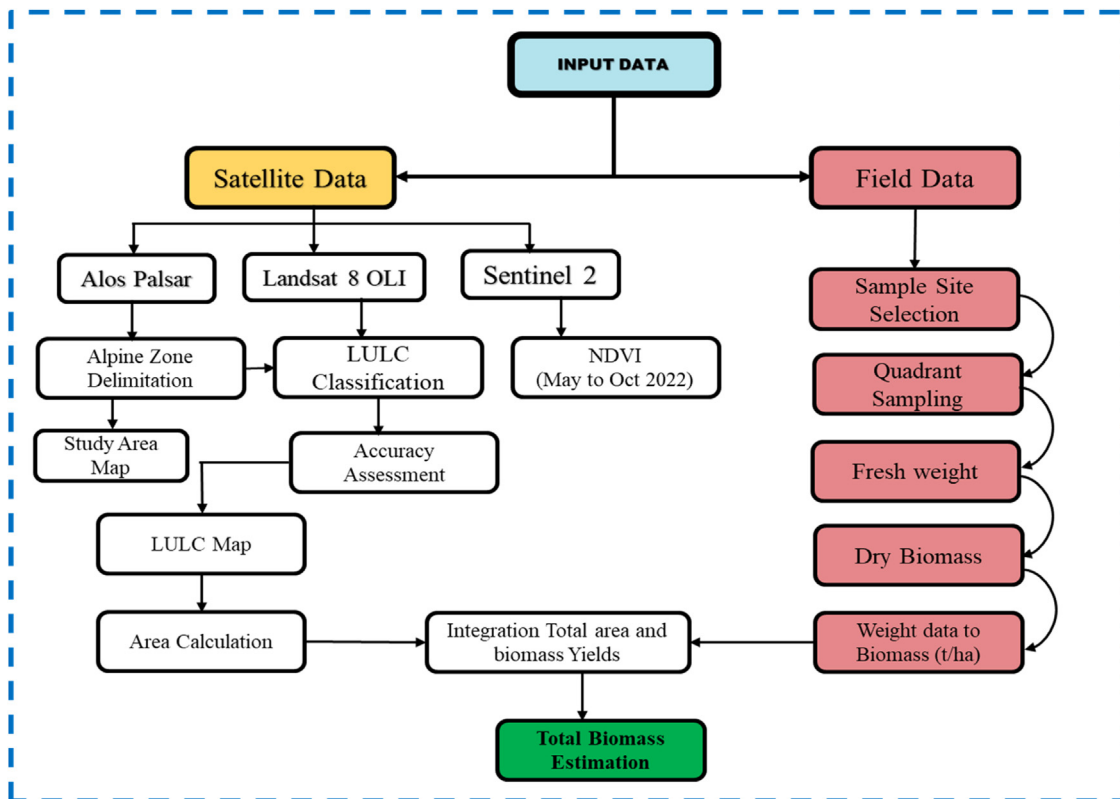 INPUT DATA
Satellite Data
Field Data
Alos Palsar
Landsat 8 OLI
Sentinel 2
Sample Site
Selection
Alpine Zone
Delimitation
LULC
Classification
NDVI
(May to Oct 2022)
Quadrant
Sampling
Study Area
Map
Accuracy
Assessment
Fresh weight
LULC Map
Dry Biomass
Area Calculation
Integration Total area and
biomass Yields
Weight data to
Biomass (t/ha)
Total Biomass
Estimation